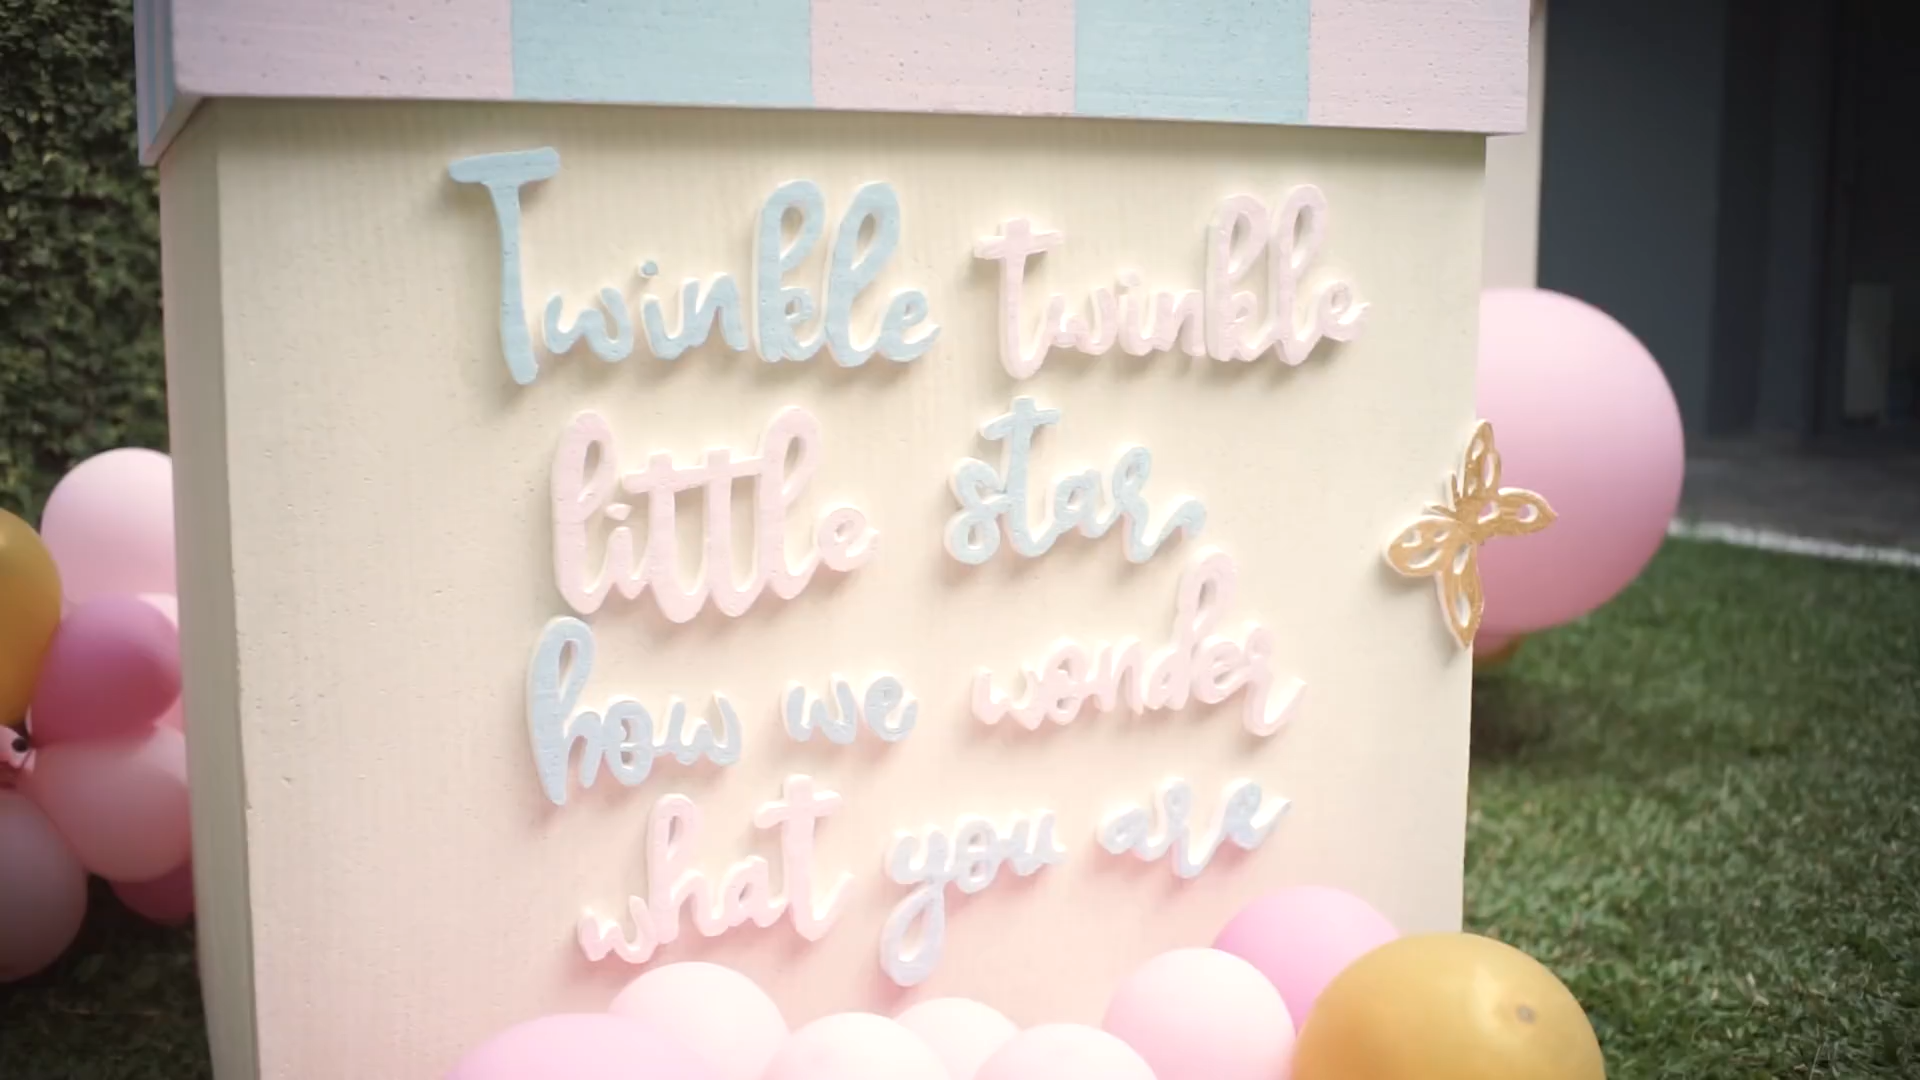 Twinkle twinkle
little star
how we wonder
what you are